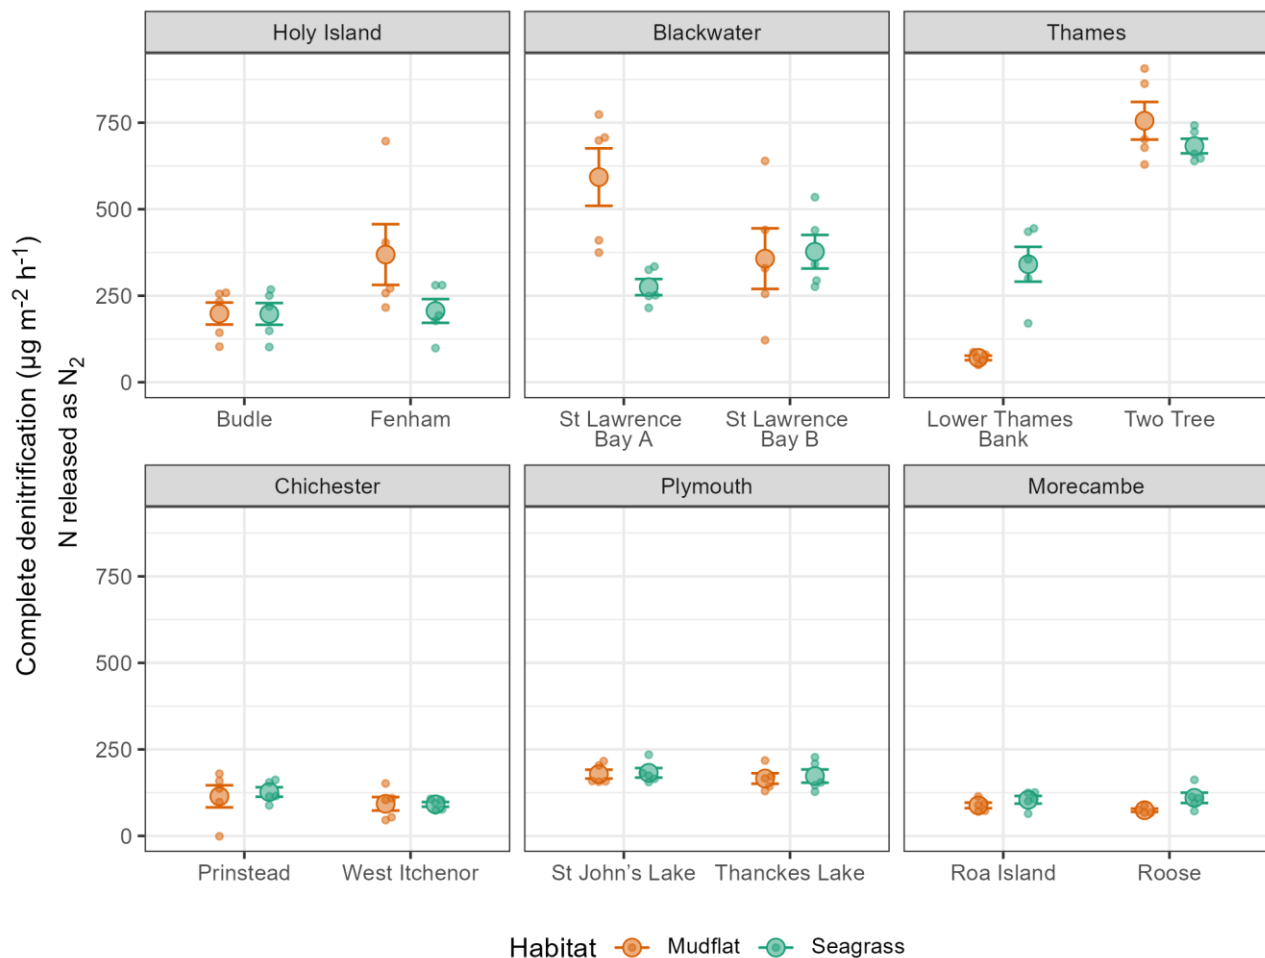 Holy Island
Blackwater
Thames
Complete denitrification (µg m⁻² h⁻¹)
N released as N₂
750
500
250
0
Budle
Fenham
St Lawrence
Bay A
St Lawrence
Bay B
Lower Thames
Bank
Two Tree
Chichester
Plymouth
Morecambe
750
500
250
0
Prinstead
West Itchenor
St John's Lake
Thanckes Lake
Roa Island
Roose
Habitat
Mudflat
Seagrass